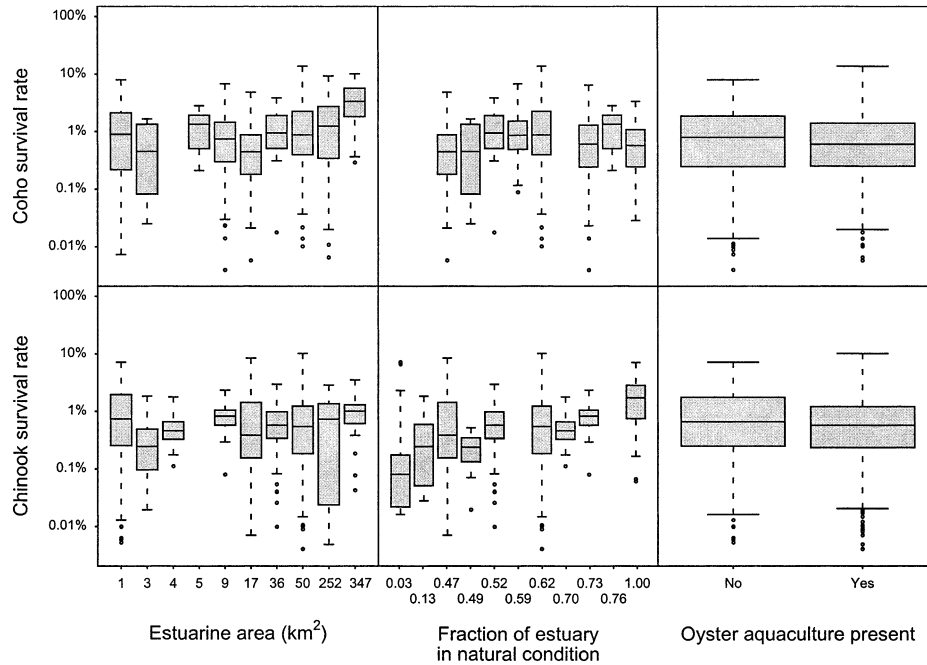 Coho survival rate
100%
10%
1%
0.1%
0.01%
Chinook survival rate
100%
10%
1%
0.1%
0.01%
1 3 4 5 9 17 36 50 252 347
Estuarine area (km²)
0.03 0.47 0.52 0.62 0.73 1.00
0.13 0.49 0.59 0.70 0.76
Fraction of estuary
in natural condition
No Yes
Oyster aquaculture present